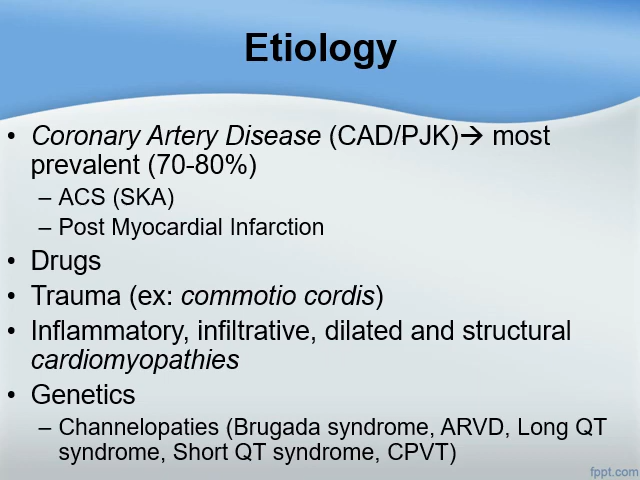 Etiology
• Coronary Artery Disease (CAD/PJK)→ most
prevalent (70-80%)
– ACS (SKA)
– Post Myocardial Infarction
• Drugs
• Trauma (ex: commotio cordis)
• Inflammatory, infiltrative, dilated and structural
cardiomyopathies
• Genetics
– Channelopaties (Brugada syndrome, ARVD, Long QT
syndrome, Short QT syndrome, CPVT)
fppt.com